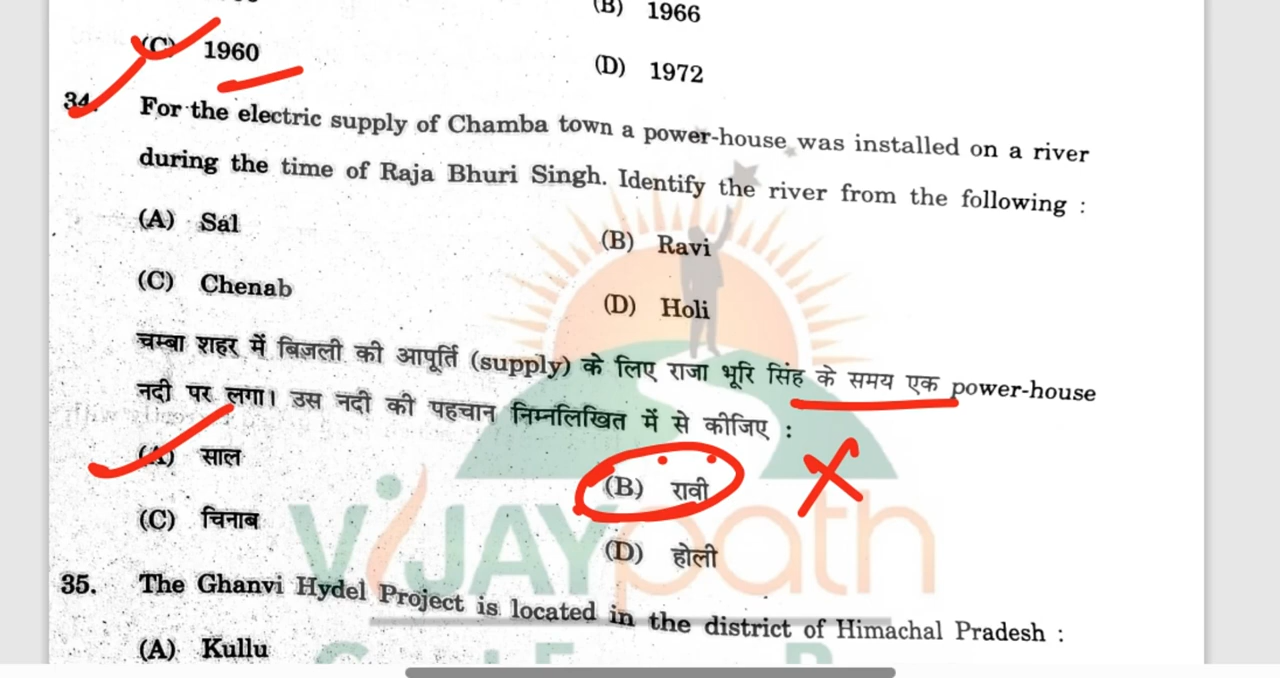 (B) 1966
(C) 1960
(D) 1972
34. For the electric supply of Chamba town a power-house was installed on a river
during the time of Raja Bhuri Singh. Identify the river from the following :
(A) Sal
(B) Ravi
(C) Chenab
(D) Holi
चम्बा शहर में बिजली की आपूर्ति (supply) के लिए राजा भूरि सिंह के समय एक power-house
नदी पर लगा। उस नदी की पहचान निम्नलिखित में से कीजिए :
(A) साल
(B) रावी
(C) चिनाब
(D) होली
VIJAYpath
35. The Ghanvi Hydel Project is located in the district of Himachal Pradesh :
(A) Kullu